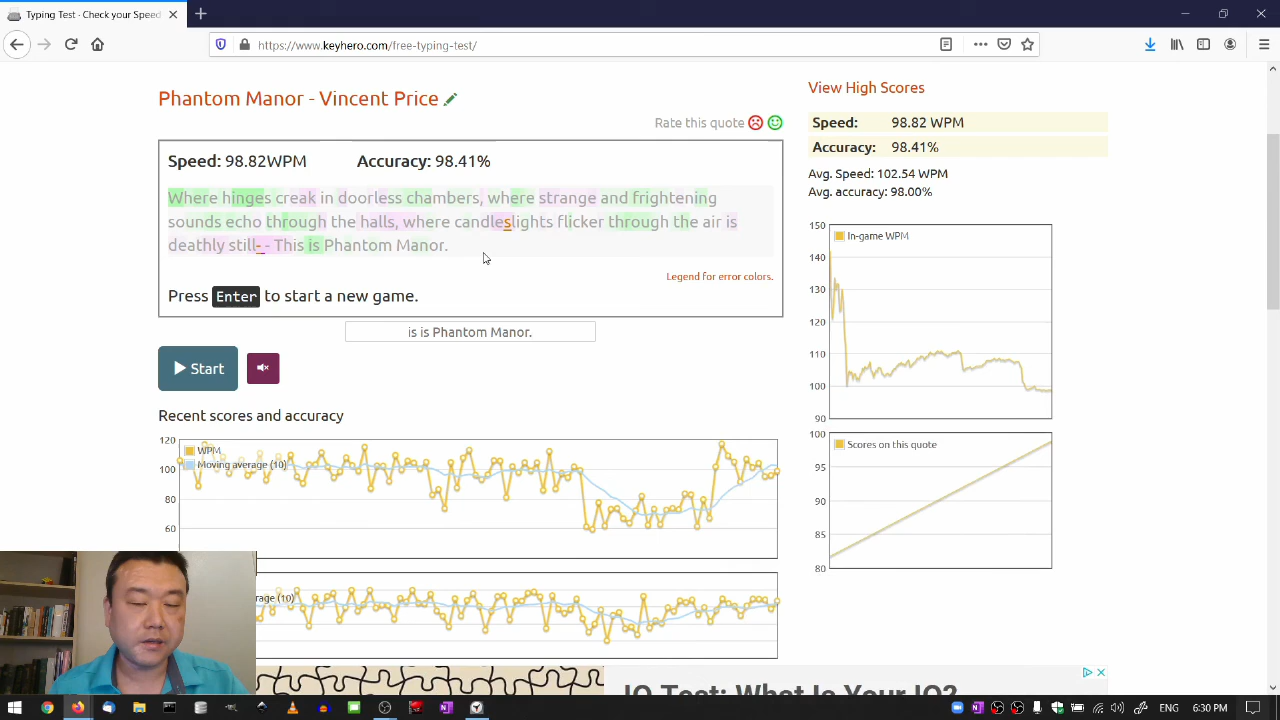 Typing Test - Check your Speed
https://www.keyhero.com/free-typing-test/
Phantom Manor - Vincent Price
Rate this quote
Speed: 98.82WPM Accuracy: 98.41%
Where hinges creak in doorless chambers, where strange and frightening
sounds echo through the halls, where candleslights flicker through the air is
deathly still- - This is Phantom Manor.
Legend for error colors.
Press Enter to start a new game.
is is Phantom Manor.
Start
Recent scores and accuracy
120
100
80
60
WPM
Moving average (10)
rage (10)
View High Scores
Speed: 98.82 WPM
Accuracy: 98.41%
Avg. Speed: 102.54 WPM
Avg. accuracy: 98.00%
150
140
130
120
110
100
90
In-game WPM
100
95
90
85
80
Scores on this quote
IQ Test: What Is Your IQ?
ENG 6:30 PM